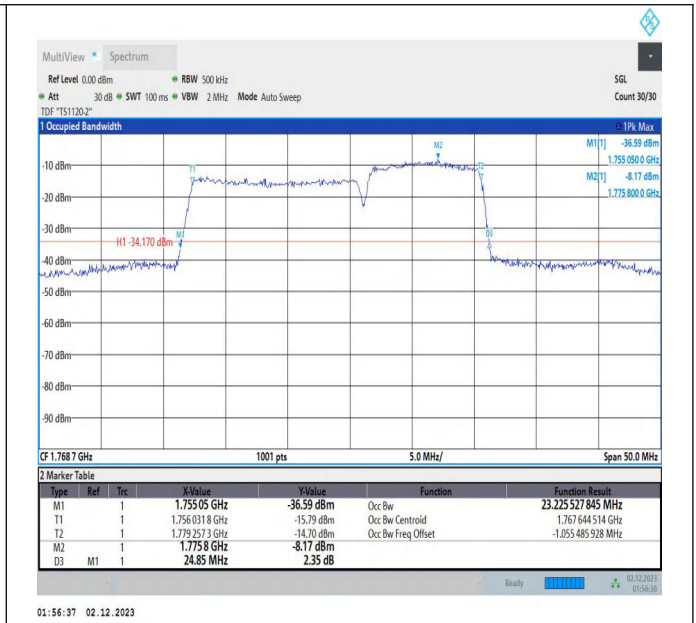 R S
MultiView Spectrum
Ref Level 0.00 dBm RBW 500 kHz SGL
Att 30 dB SWT 100 ms VBW 2 MHz Mode Auto Sweep Count 30/30
TDF "TS1120-2"
1 Occupied Bandwidth 1Pk Max
M1[1] -36.59 dBm
1.755 050 0 GHz
M2[1] -8.17 dBm
1.775 800 0 GHz
M2
T1
T2
-10 dBm
-20 dBm
-30 dBm
M1
D3
H1 -34.170 dBm
-40 dBm
-50 dBm
-60 dBm
-70 dBm
-80 dBm
-90 dBm
CF 1.768 7 GHz 1001 pts 5.0 MHz/ Span 50.0 MHz
2 Marker Table
Type Ref Trc X-Value Y-Value Function Function Result
M1 1 1.755 05 GHz -36.59 dBm Occ Bw 23.225 527 845 MHz
T1 1 1.756 031 8 GHz -15.79 dBm Occ Bw Centroid 1.767 644 514 GHz
T2 1 1.779 257 3 GHz -14.70 dBm Occ Bw Freq Offset -1.055 485 928 MHz
M2 1 1.775 8 GHz -8.17 dBm
D3 M1 1 24.85 MHz 2.35 dB
Ready 02.12.2023
01:56:36
01:56:37 02.12.2023